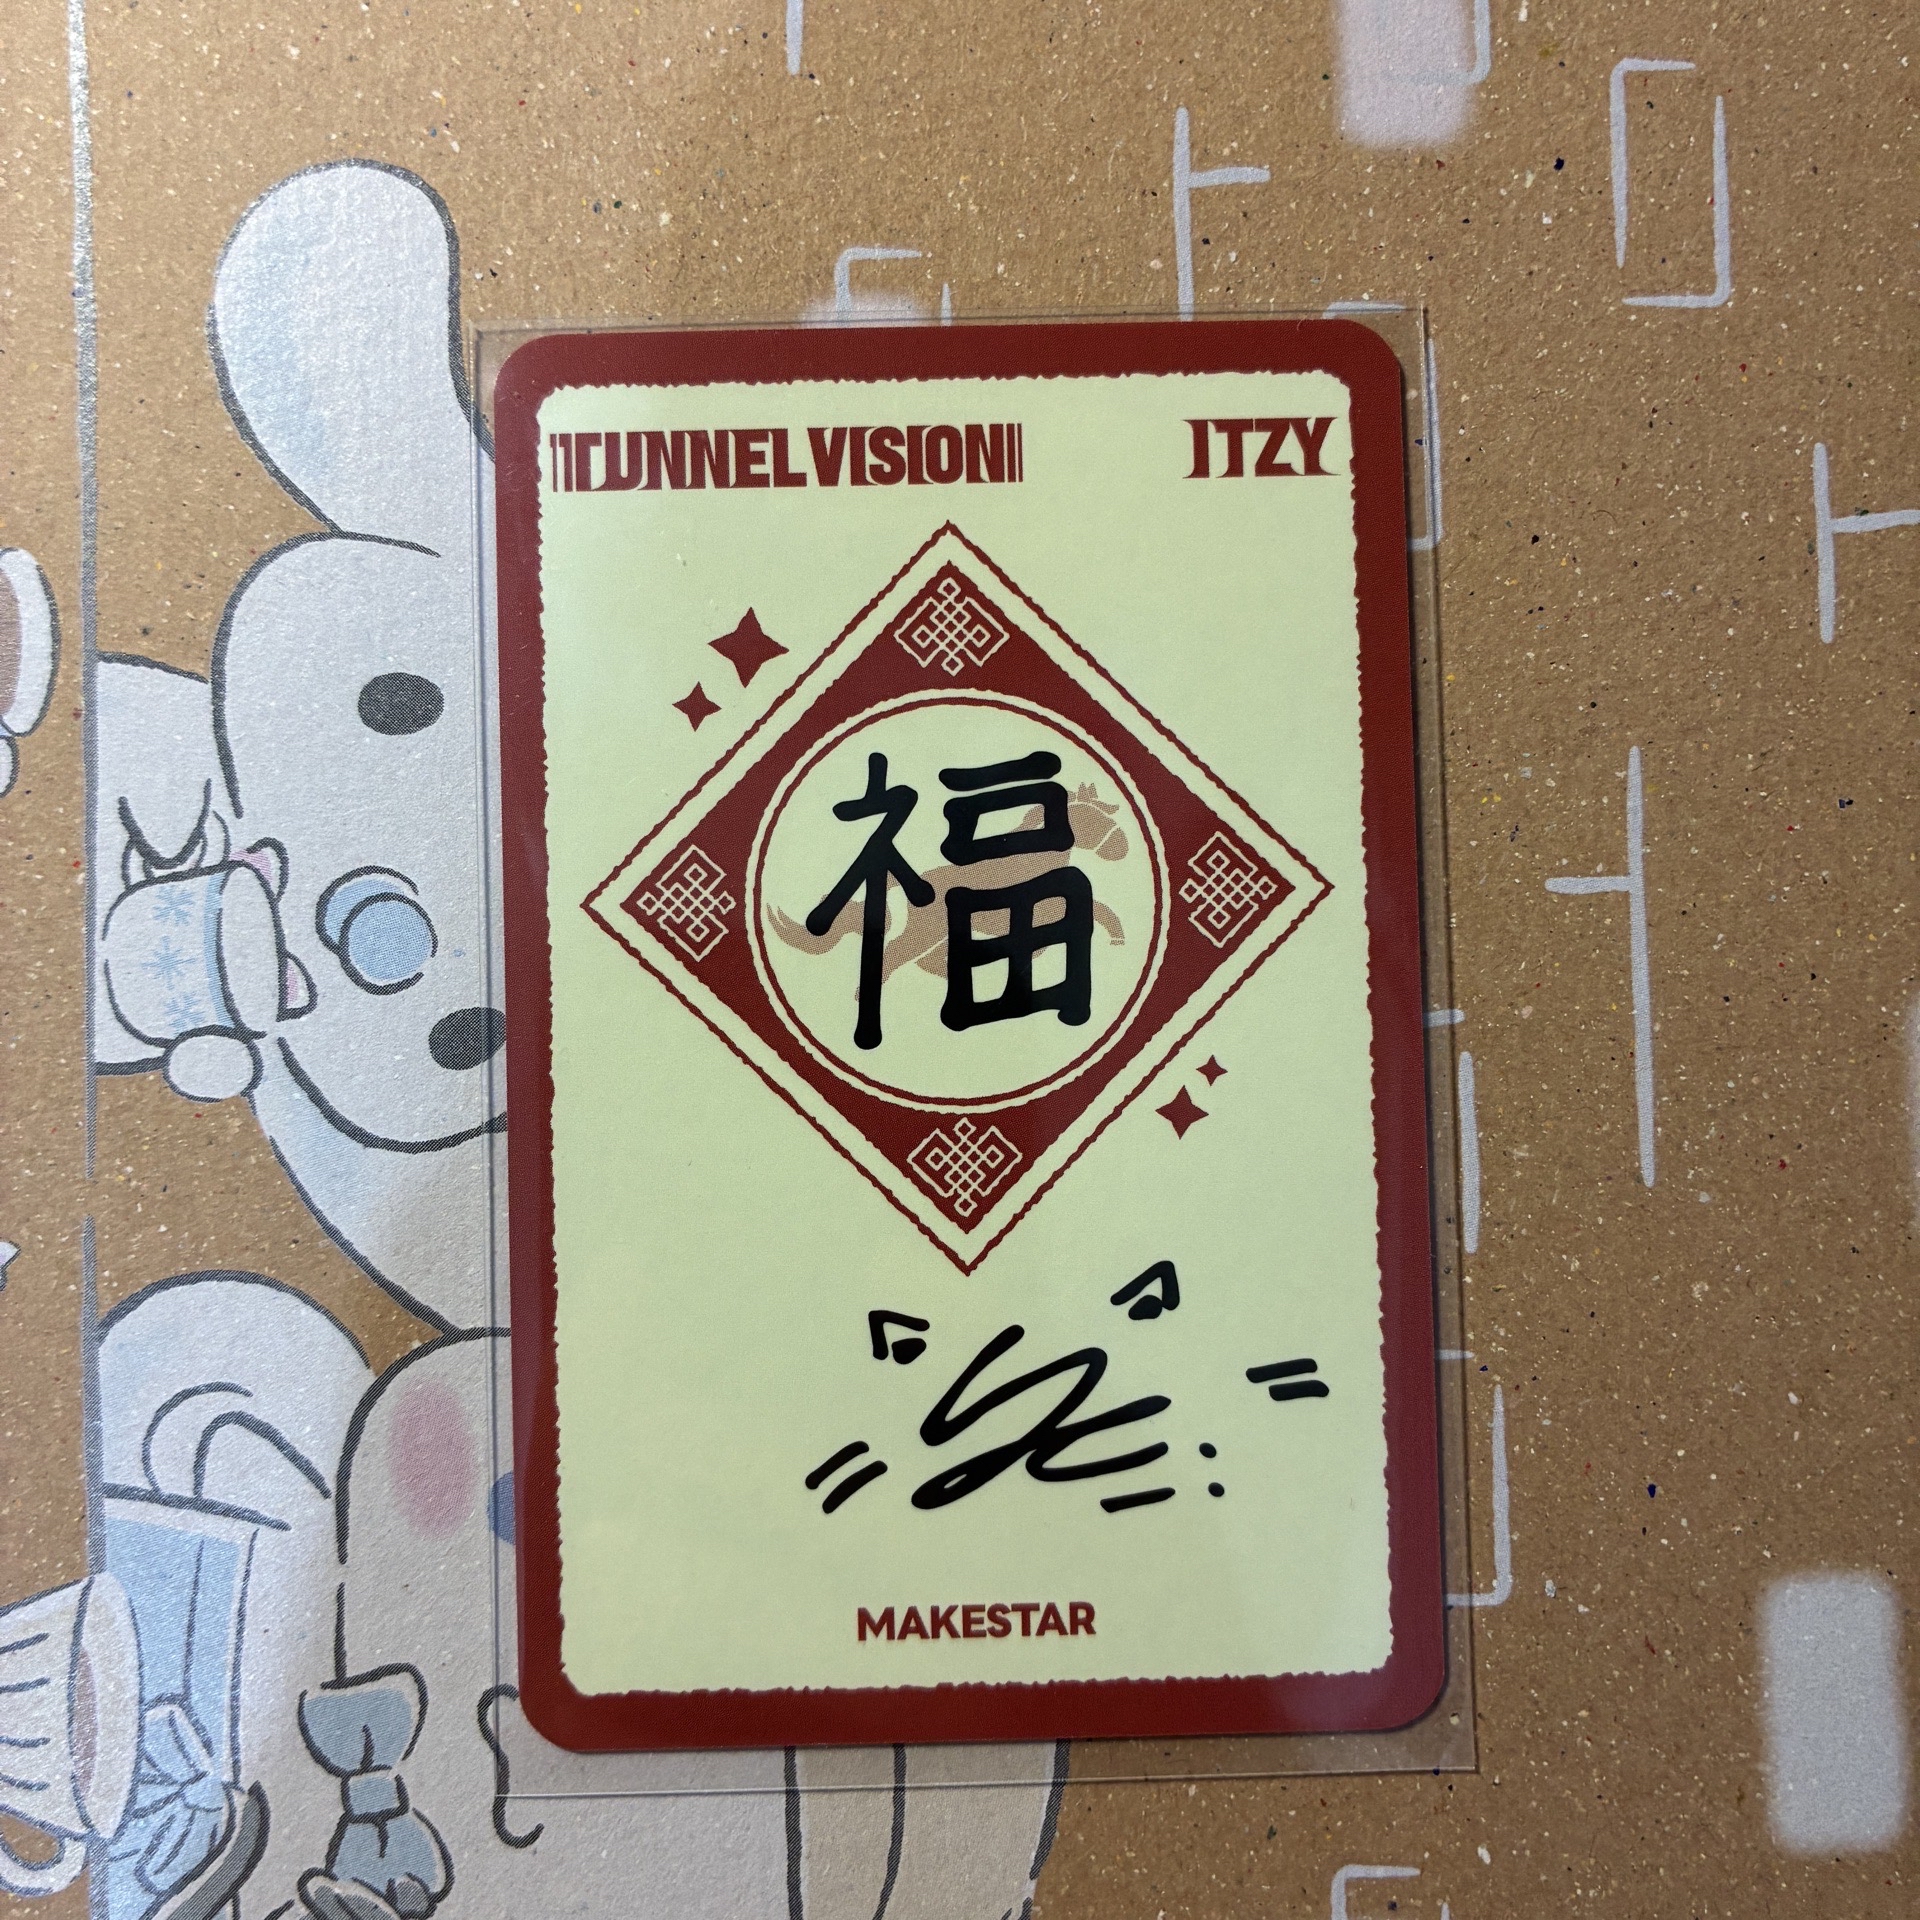 TUNNEL VISION
ITZY
福
MAKESTAR